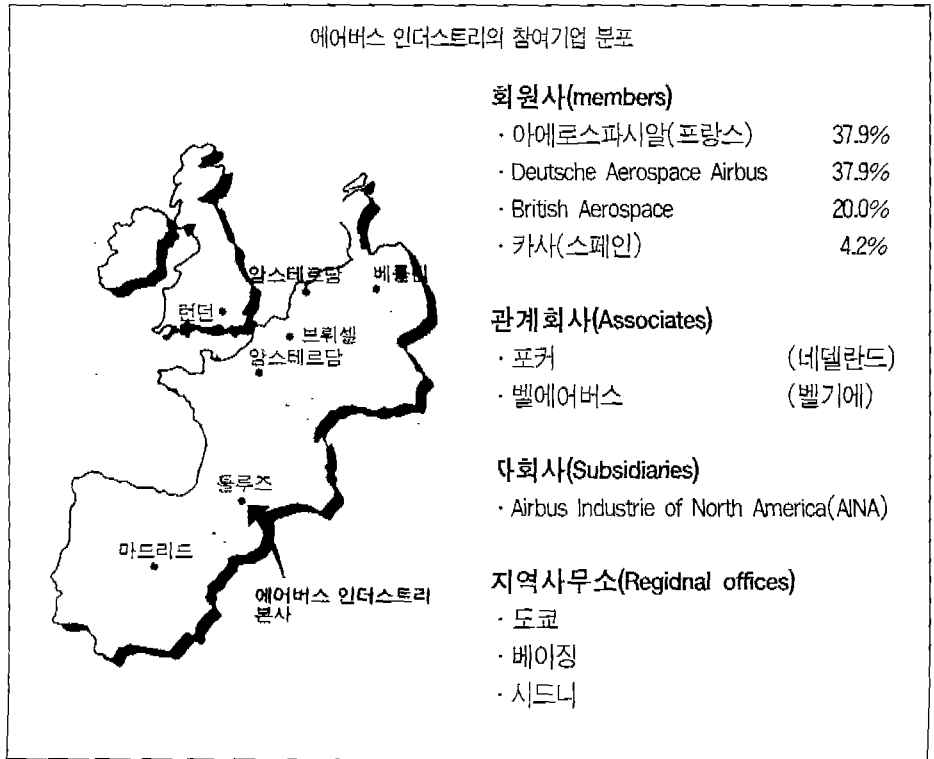 에어버스 인더스트리의 참여기업 분포
회원사(members)
· 아에로스파시알(프랑스) 37.9%
· Deutsche Aerospace Airbus 37.9%
· British Aerospace 20.0%
· 카사(스페인) 4.2%
관계회사(Associates)
· 포커 (네델란드)
· 벨에어버스 (벨기에)
자회사(Subsidiaries)
· Airbus Industrie of North America(AINA)
지역사무소(Regidnal offices)
· 도쿄
· 베이징
· 시드니
암스테르담
베를린
런던
브뤼셀
암스테르담
툴루즈
마드리드
에어버스 인더스트리
본사